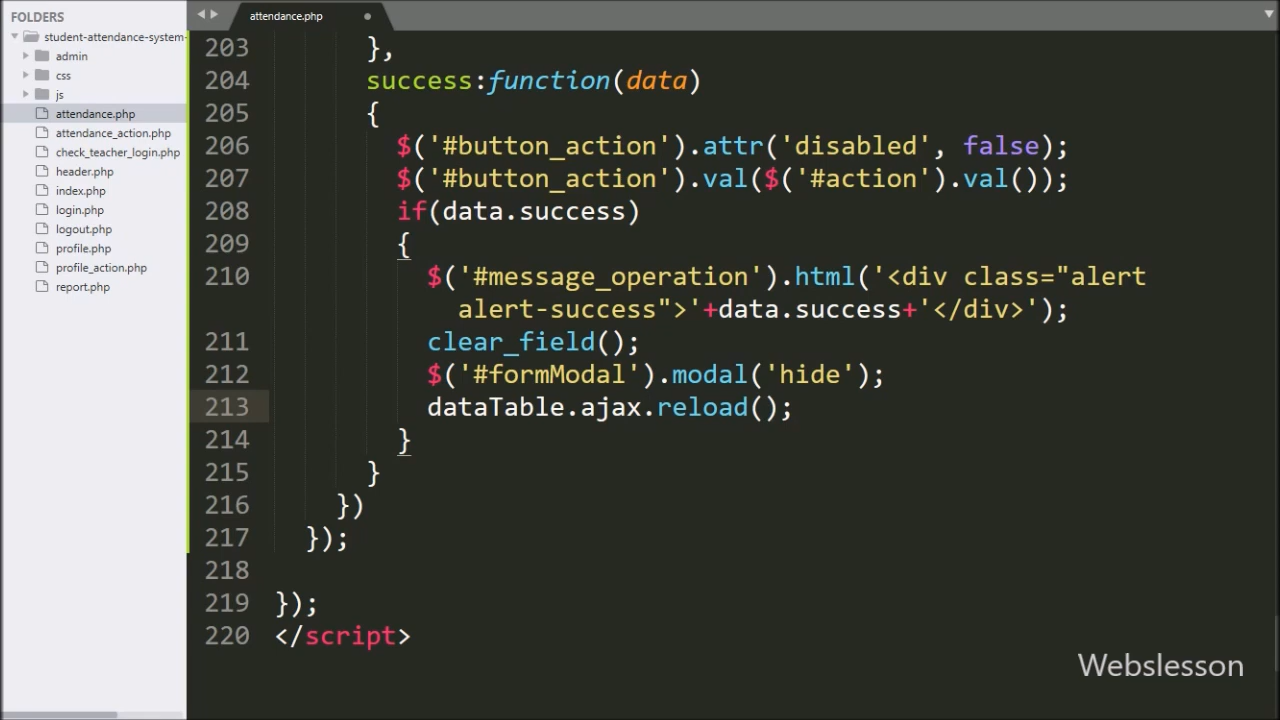 FOLDERS
student-attendance-system-
admin
css
js
attendance.php
attendance_action.php
check_teacher_login.php
header.php
index.php
login.php
logout.php
profile.php
profile_action.php
report.php
attendance.php
203 },
204 success:function(data)
205 {
206 $('#button_action').attr('disabled', false);
207 $('#button_action').val($('#action').val());
208 if(data.success)
209 {
210 $('#message_operation').html('<div class="alert
alert-success">'+data.success+'</div>');
211 clear_field();
212 $('#formModal').modal('hide');
213 dataTable.ajax.reload();
214 }
215 }
216 })
217 });
218
219 });
220 </script>
Webslesson